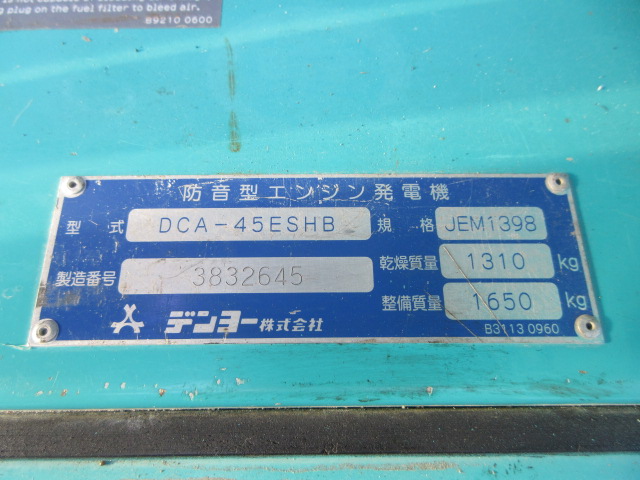 plug on the fuel filter to bleed air.
B9210 0600
防音型エンジン発電機
型式 DCA-45ESHB 規格 JEM1398
製造番号 3832645 乾燥質量 1310 kg
整備質量 1650 kg
デンヨー株式会社
B3113 0960